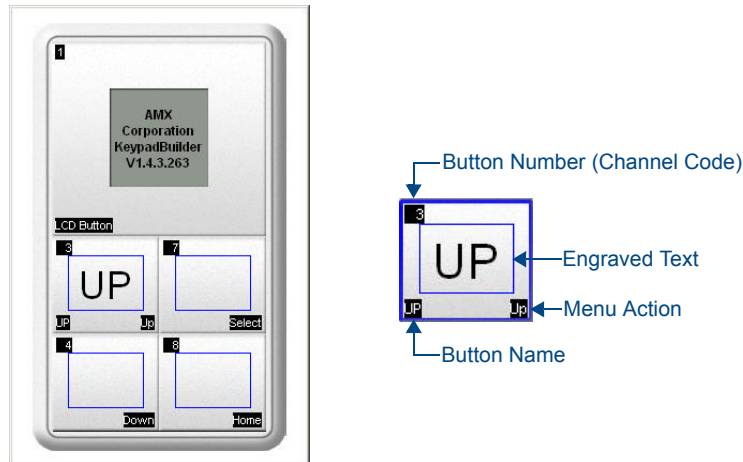 1
AMX
Corporation
KeypadBuilder
V1.4.3.263
LCD Button
3
7
UP
UP
Up
Select
4
8
Down
Home
Button Number (Channel Code)
3
UP
Engraved Text
UP
Up
Menu Action
Button Name